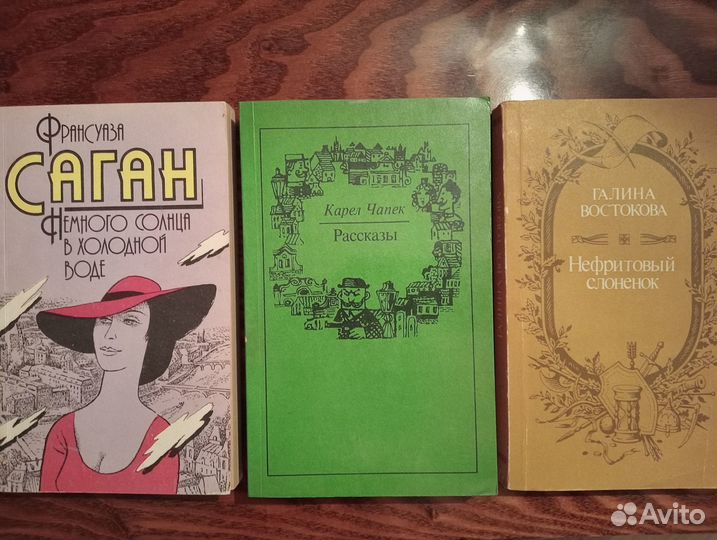 Франсуаза
САГАН
Немного солнца
в холодной
воде
Карел Чапек
Рассказы
ГАЛИНА
ВОСТОКОВА
Нефритовый
слоненок
Avito